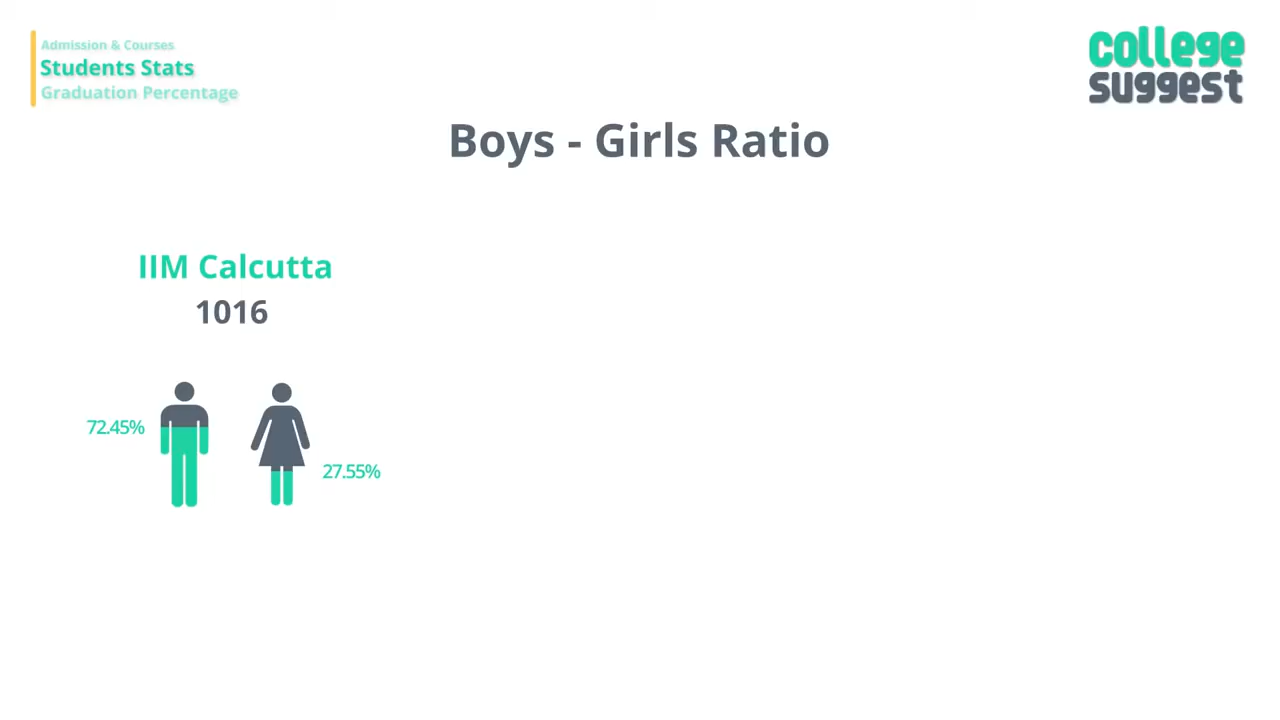 Admission & Courses
Students Stats
Graduation Percentage
college
suggest
Boys - Girls Ratio
IIM Calcutta
1016
72.45%
27.55%